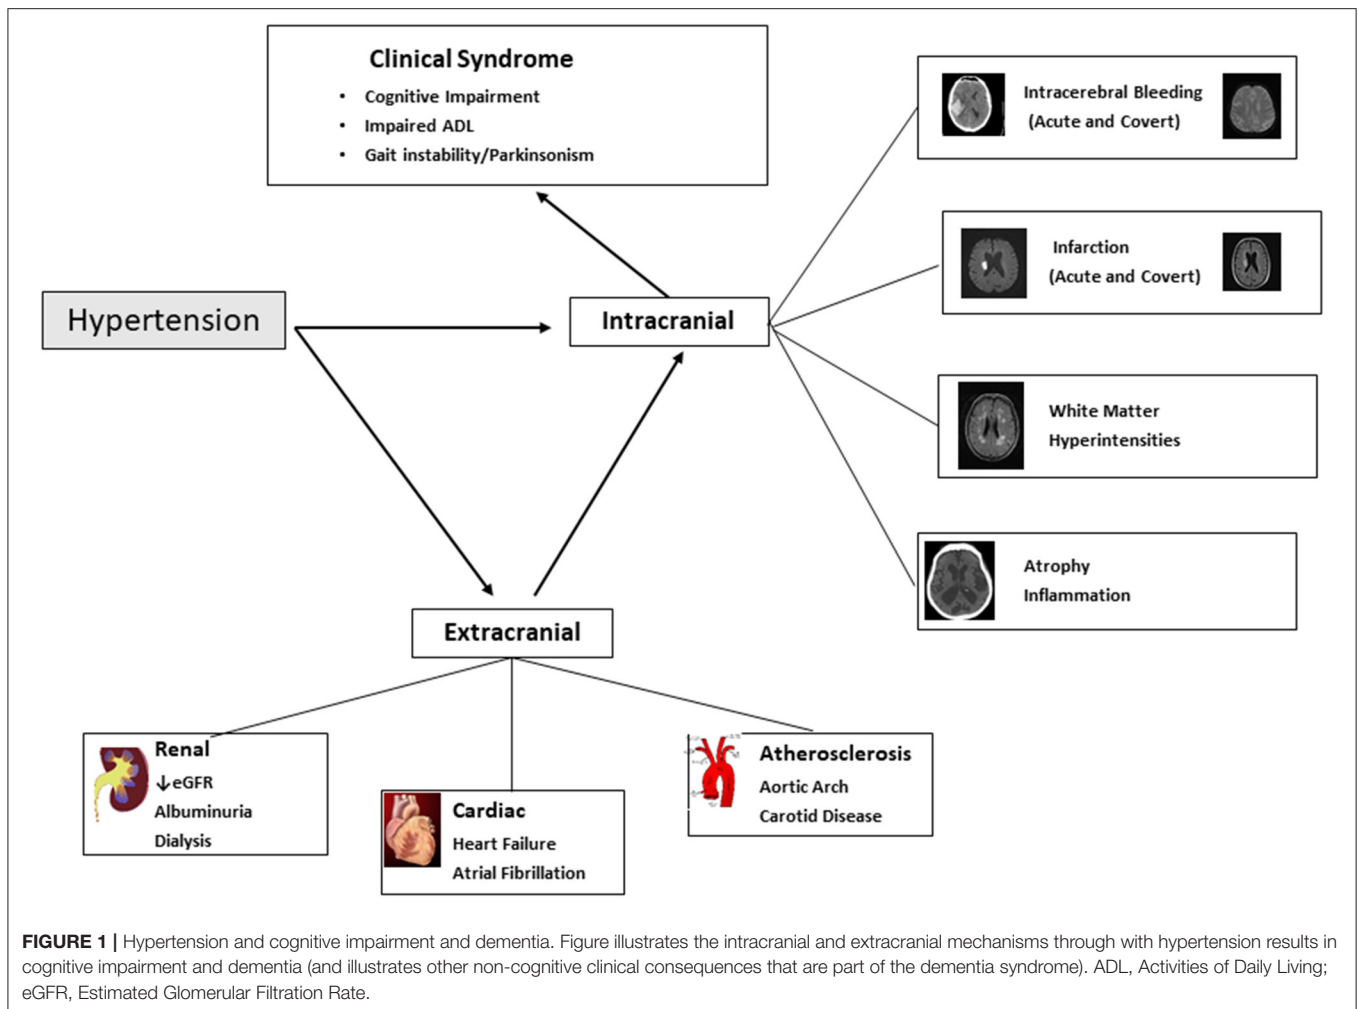 Clinical Syndrome
• Cognitive Impairment
• Impaired ADL
• Gait instability/Parkinsonism
Intracerebral Bleeding
(Acute and Covert)
Infarction
(Acute and Covert)
Hypertension
Intracranial
White Matter
Hyperintensities
Atrophy
Inflammation
Extracranial
Renal
↓eGFR
Albuminuria
Dialysis
Cardiac
Heart Failure
Atrial Fibrillation
Atherosclerosis
Aortic Arch
Carotid Disease
FIGURE 1 | Hypertension and cognitive impairment and dementia. Figure illustrates the intracranial and extracranial mechanisms through with hypertension results in
cognitive impairment and dementia (and illustrates other non-cognitive clinical consequences that are part of the dementia syndrome). ADL, Activities of Daily Living;
eGFR, Estimated Glomerular Filtration Rate.